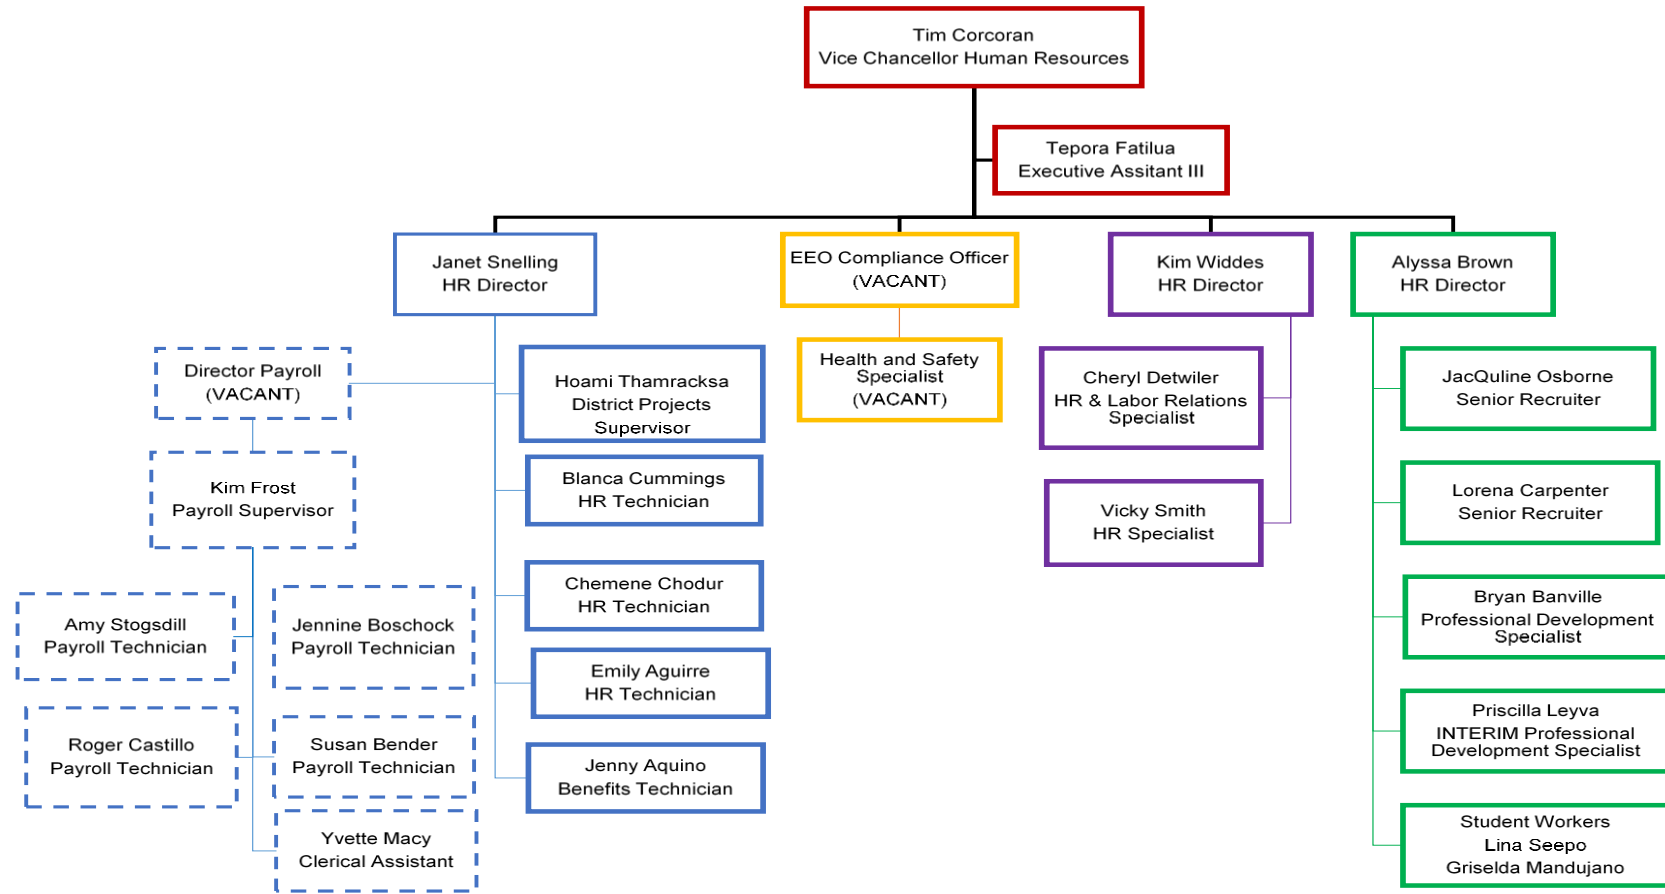 Tim Corcoran
Vice Chancellor Human Resources
Tepora Fatilua
Executive Assitant III
Janet Snelling
HR Director
EEO Compliance Officer
(VACANT)
Kim Widdes
HR Director
Alyssa Brown
HR Director
Director Payroll
(VACANT)
Kim Frost
Payroll Supervisor
Amy Stogsdill
Payroll Technician
Jennine Boschock
Payroll Technician
Roger Castillo
Payroll Technician
Susan Bender
Payroll Technician
Yvette Macy
Clerical Assistant
Hoami Thamracksa
District Projects
Supervisor
Blanca Cummings
HR Technician
Chemene Chodur
HR Technician
Emily Aguirre
HR Technician
Jenny Aquino
Benefits Technician
Health and Safety
Specialist
(VACANT)
Cheryl Detwiler
HR & Labor Relations
Specialist
Vicky Smith
HR Specialist
JacQuline Osborne
Senior Recruiter
Lorena Carpenter
Senior Recruiter
Bryan Banville
Professional Development
Specialist
Priscilla Leyva
INTERIM Professional
Development Specialist
Student Workers
Lina Seepo
Griselda Mandujano